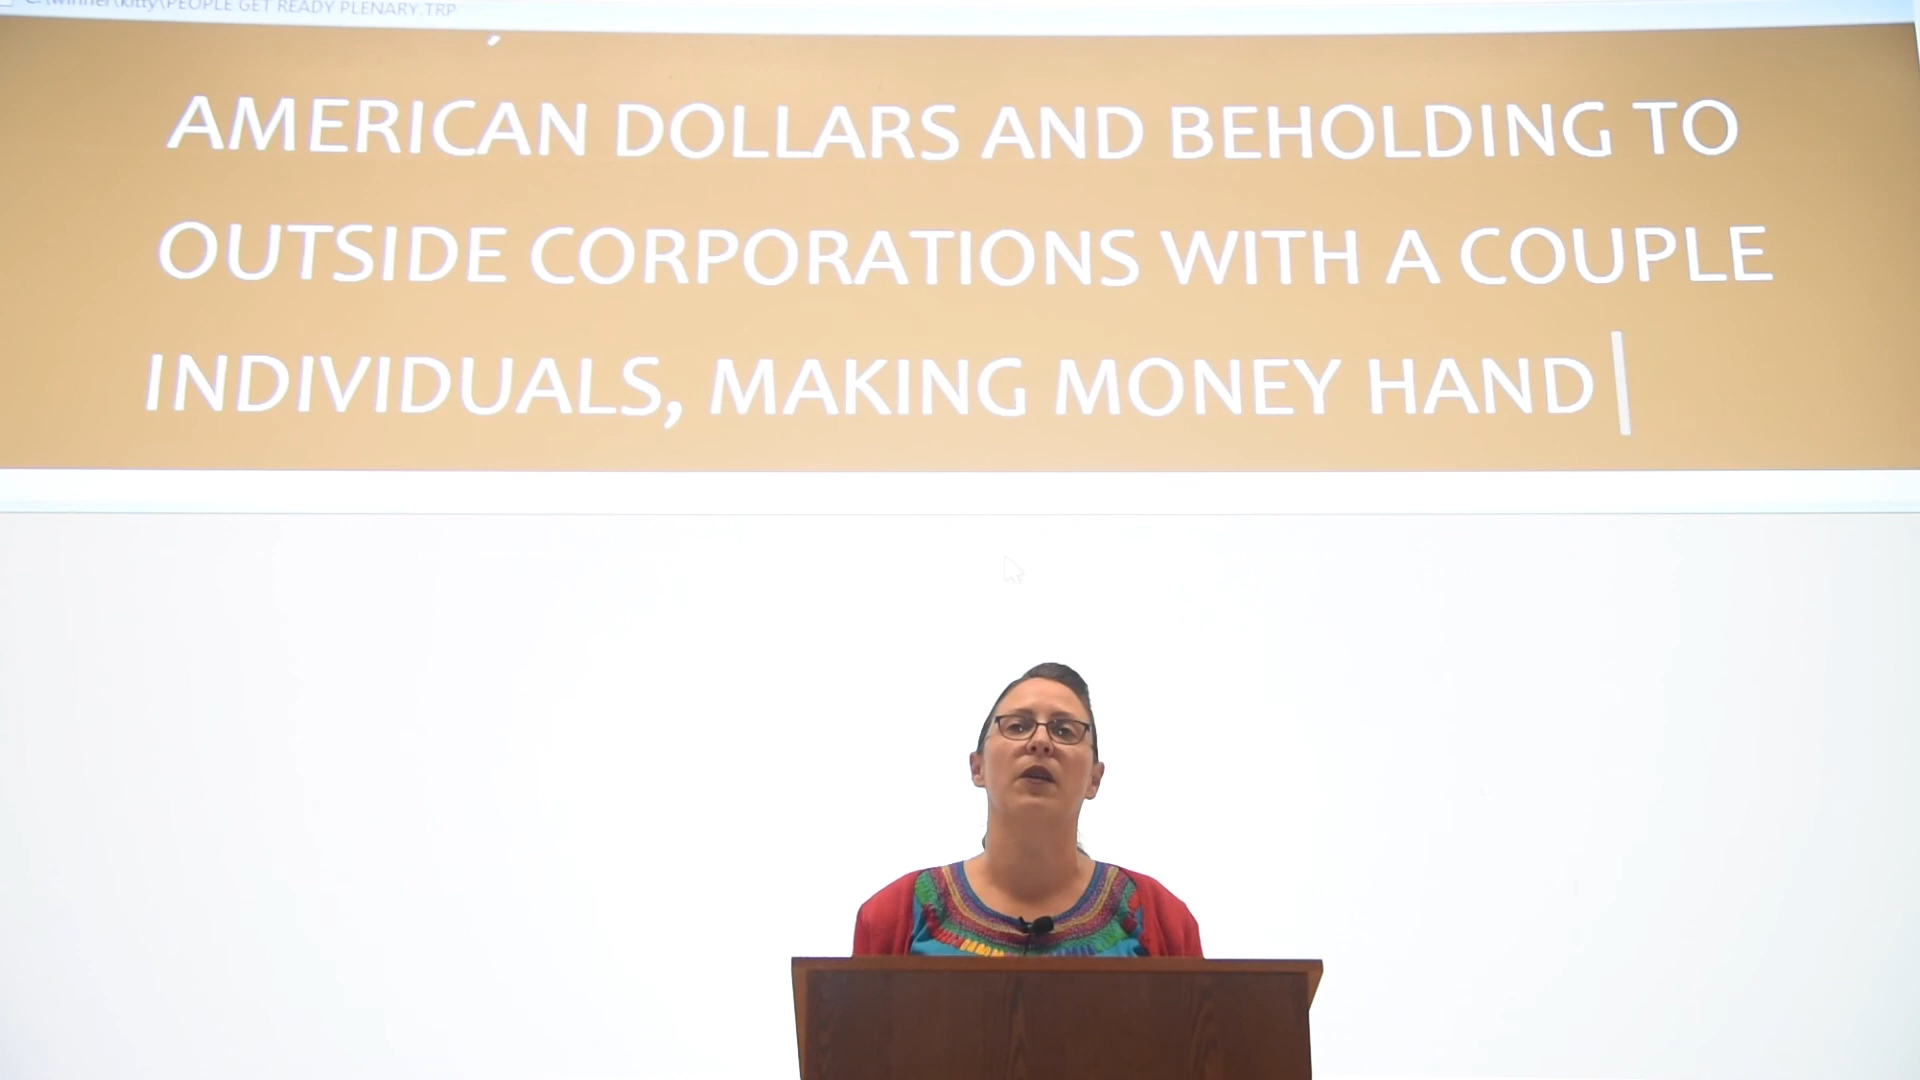 C:\winner\kitty\PEOPLE GET READY PLENARY.TRP
AMERICAN DOLLARS AND BEHOLDING TO
OUTSIDE CORPORATIONS WITH A COUPLE
INDIVIDUALS, MAKING MONEY HAND